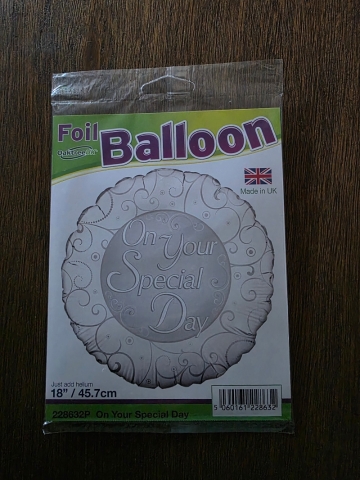 Foil
Balloon
oaktree
Made in UK
On Your
Special
Day
Just add helium
18" / 45.7cm
228632P On Your Special Day
5 060161 228632